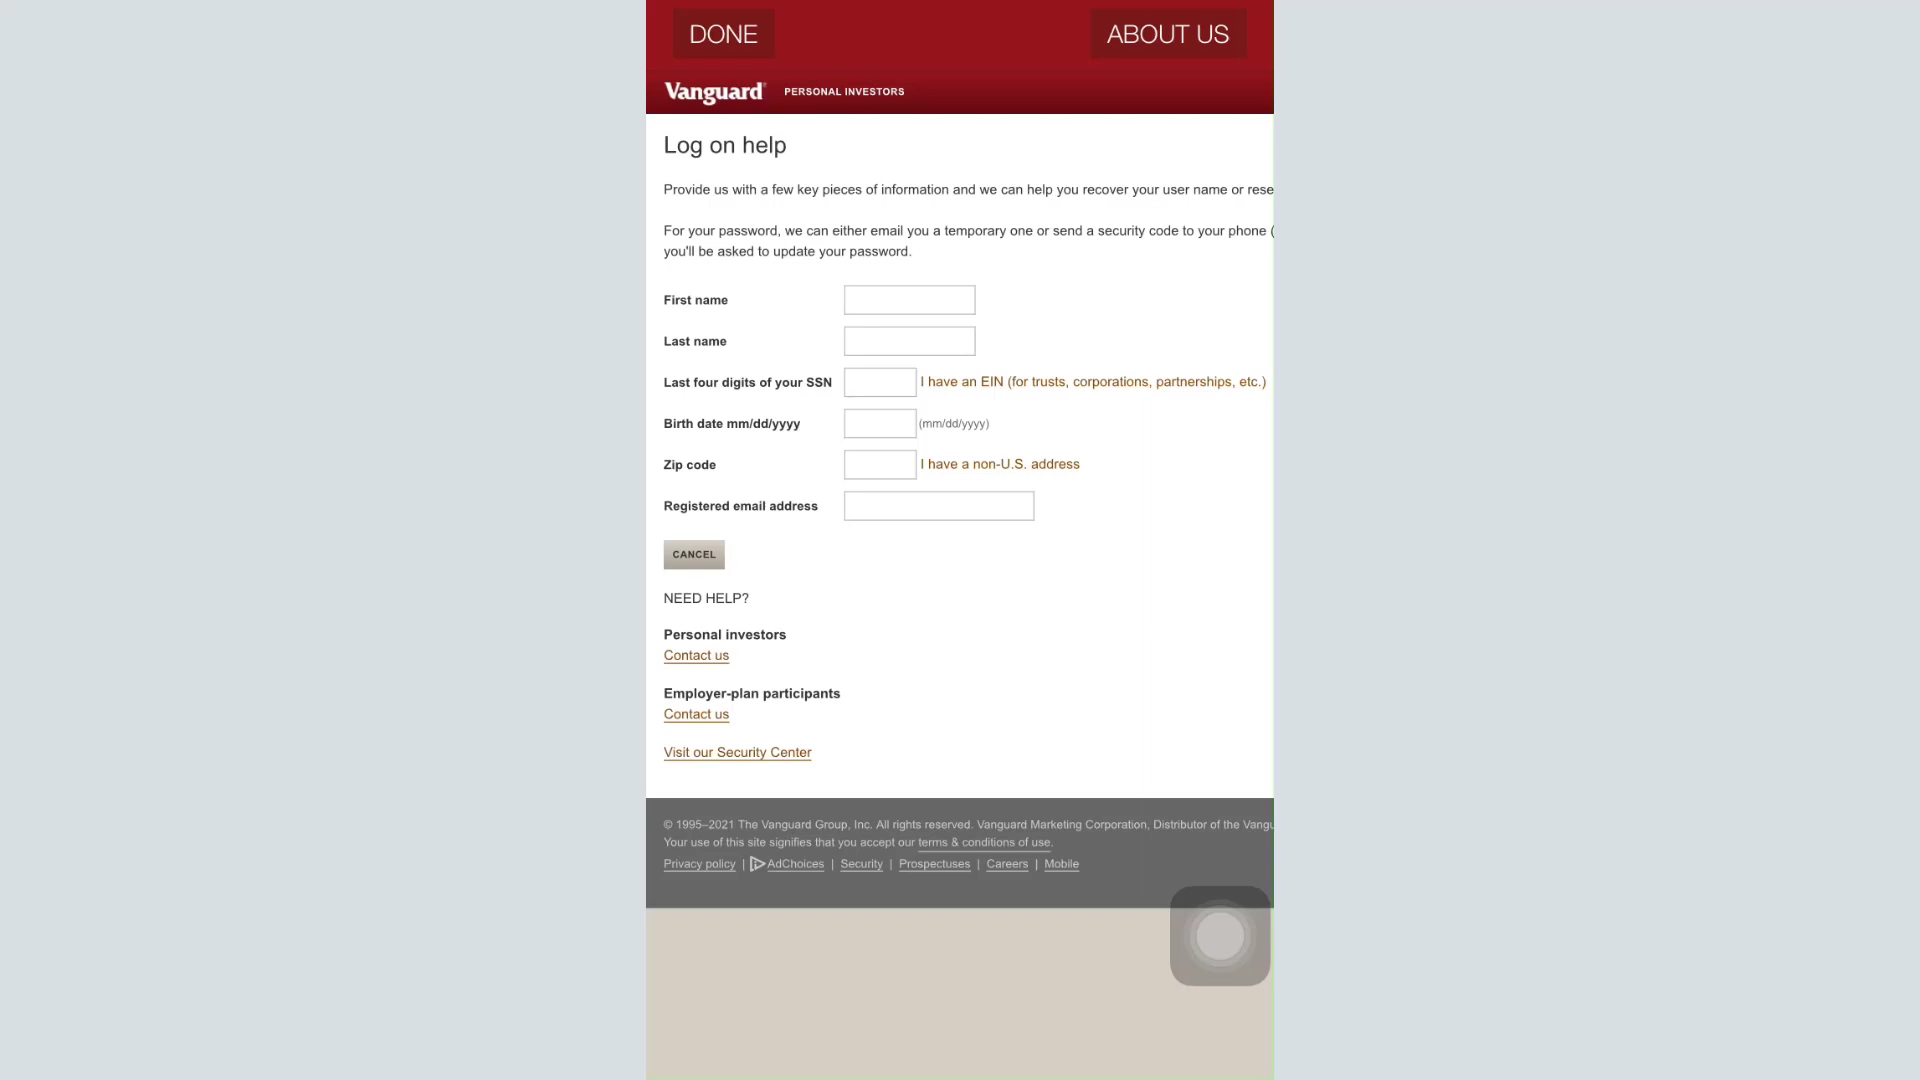 DONE ABOUT US
Vanguard PERSONAL INVESTORS
Log on help
Provide us with a few key pieces of information and we can help you recover your user name or rese
For your password, we can either email you a temporary one or send a security code to your phone (
you'll be asked to update your password.
First name
Last name
Last four digits of your SSN I have an EIN (for trusts, corporations, partnerships, etc.)
Birth date mm/dd/yyyy (mm/dd/yyyy)
Zip code I have a non-U.S. address
Registered email address
CANCEL
NEED HELP?
Personal investors
Contact us
Employer-plan participants
Contact us
Visit our Security Center
© 1995–2021 The Vanguard Group, Inc. All rights reserved. Vanguard Marketing Corporation, Distributor of the Vangu
Your use of this site signifies that you accept our terms & conditions of use.
Privacy policy | AdChoices | Security | Prospectuses | Careers | Mobile